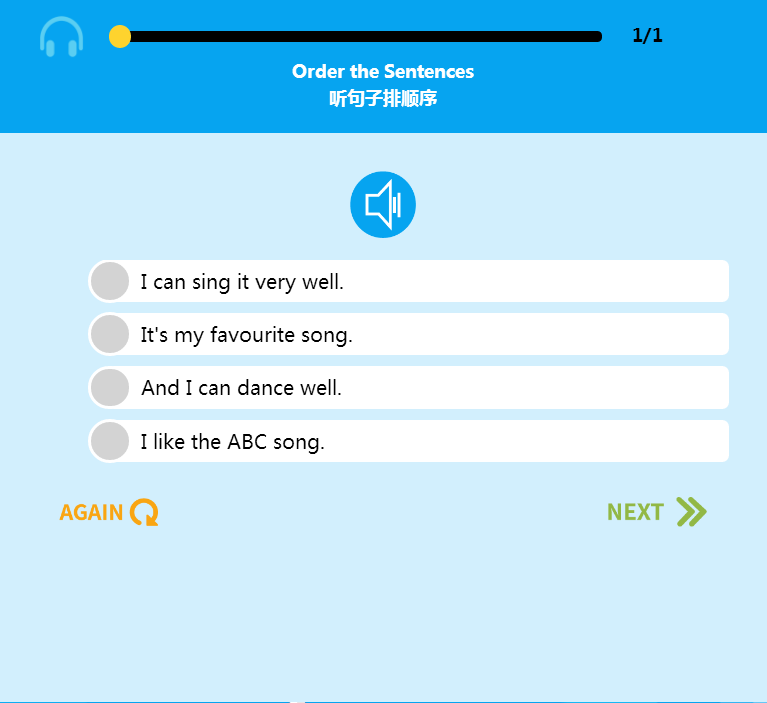 1/1
Order the Sentences
听句子排顺序
I can sing it very well.
It's my favourite song.
And I can dance well.
I like the ABC song.
AGAIN
NEXT